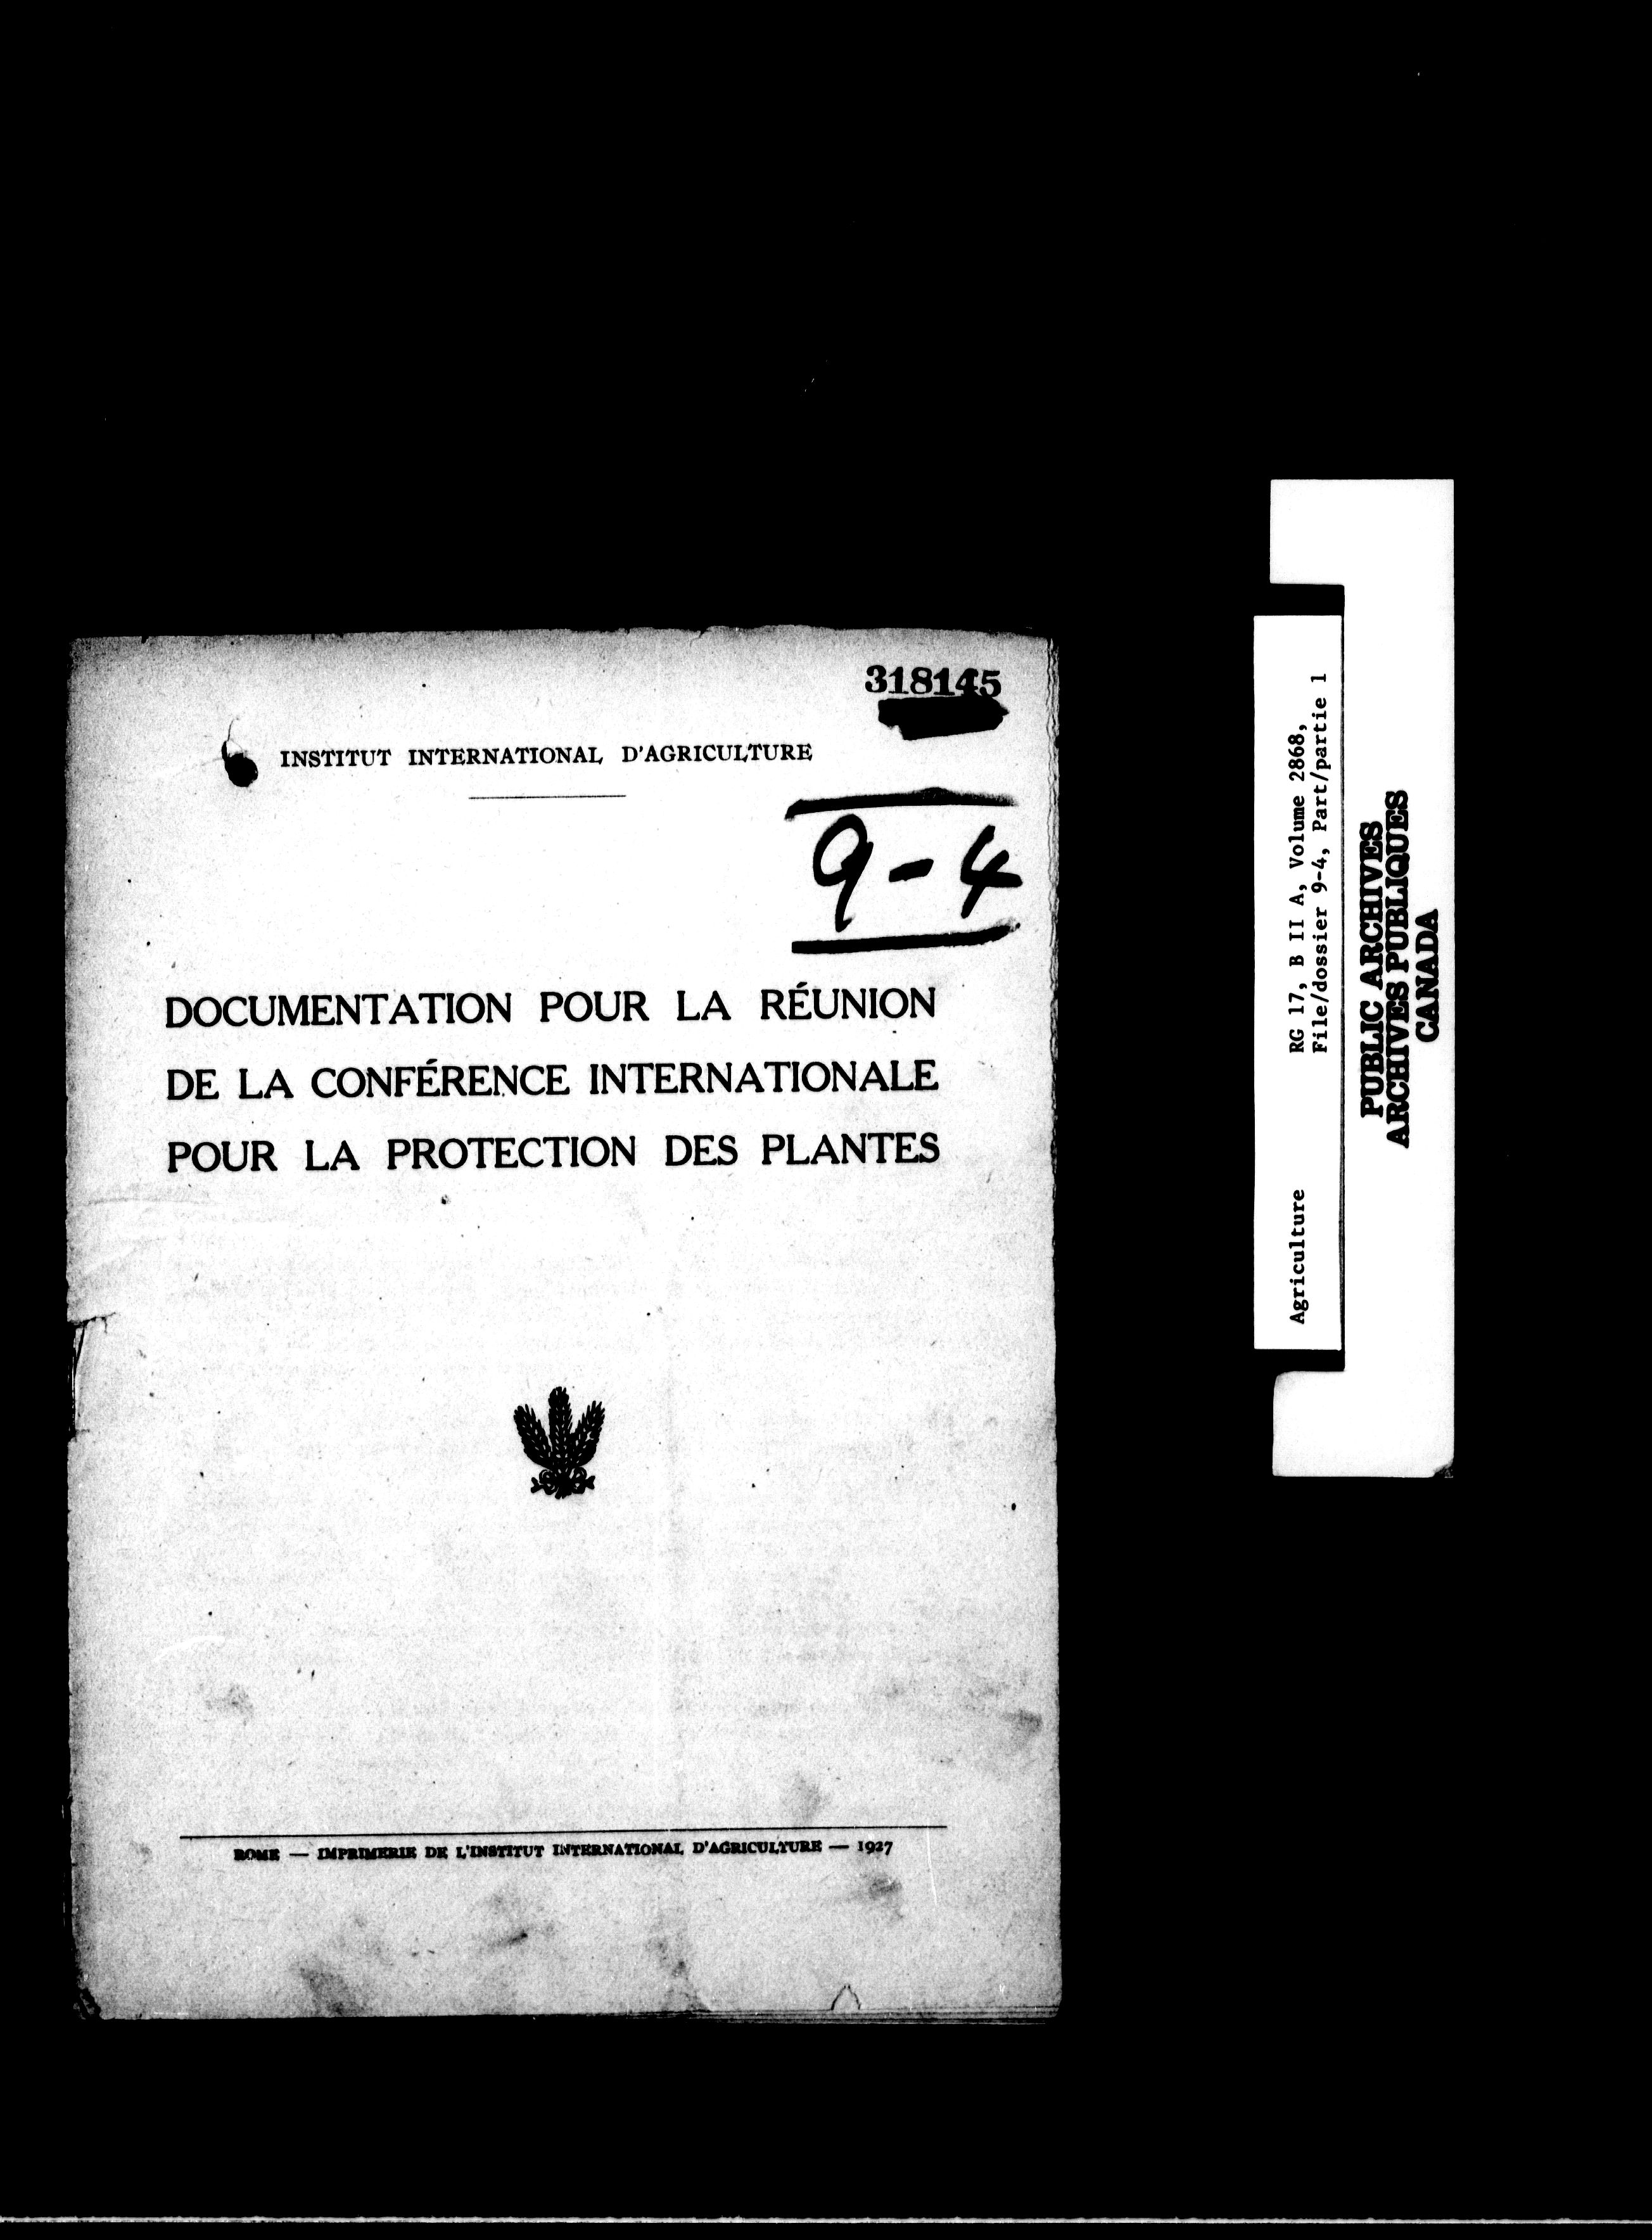 318145
INSTITUT INTERNATIONAL D'AGRICULTURE
9-4
DOCUMENTATION POUR LA RÉUNION
DE LA CONFÉRENCE INTERNATIONALE
POUR LA PROTECTION DES PLANTES
ROME — IMPRIMERIE DE L'INSTITUT INTERNATIONAL D'AGRICULTURE — 1927
Agriculture RG 17, B II A, Volume 2868,
File/dossier 9-4, Part/partie 1
PUBLIC ARCHIVES
ARCHIVES PUBLIQUES
CANADA